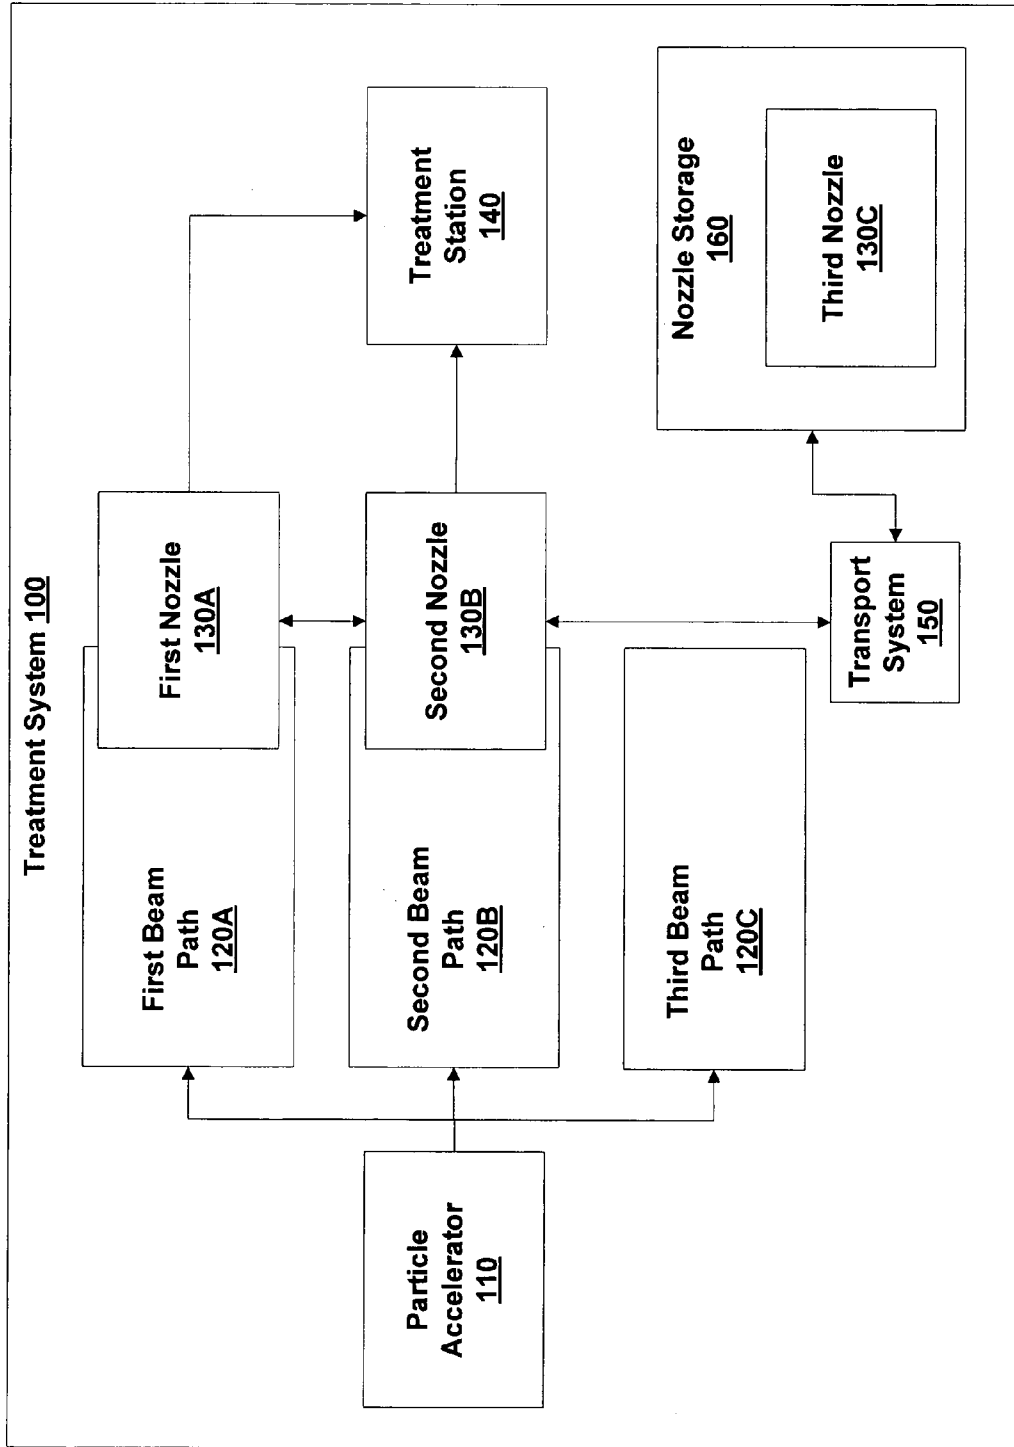 Treatment System 100
First Beam
Path
120A
First Nozzle
130A
Particle
Accelerator
110
Second Beam
Path
120B
Second Nozzle
130B
Treatment
Station
140
Third Beam
Path
120C
Transport
System
150
Nozzle Storage
160
Third Nozzle
130C